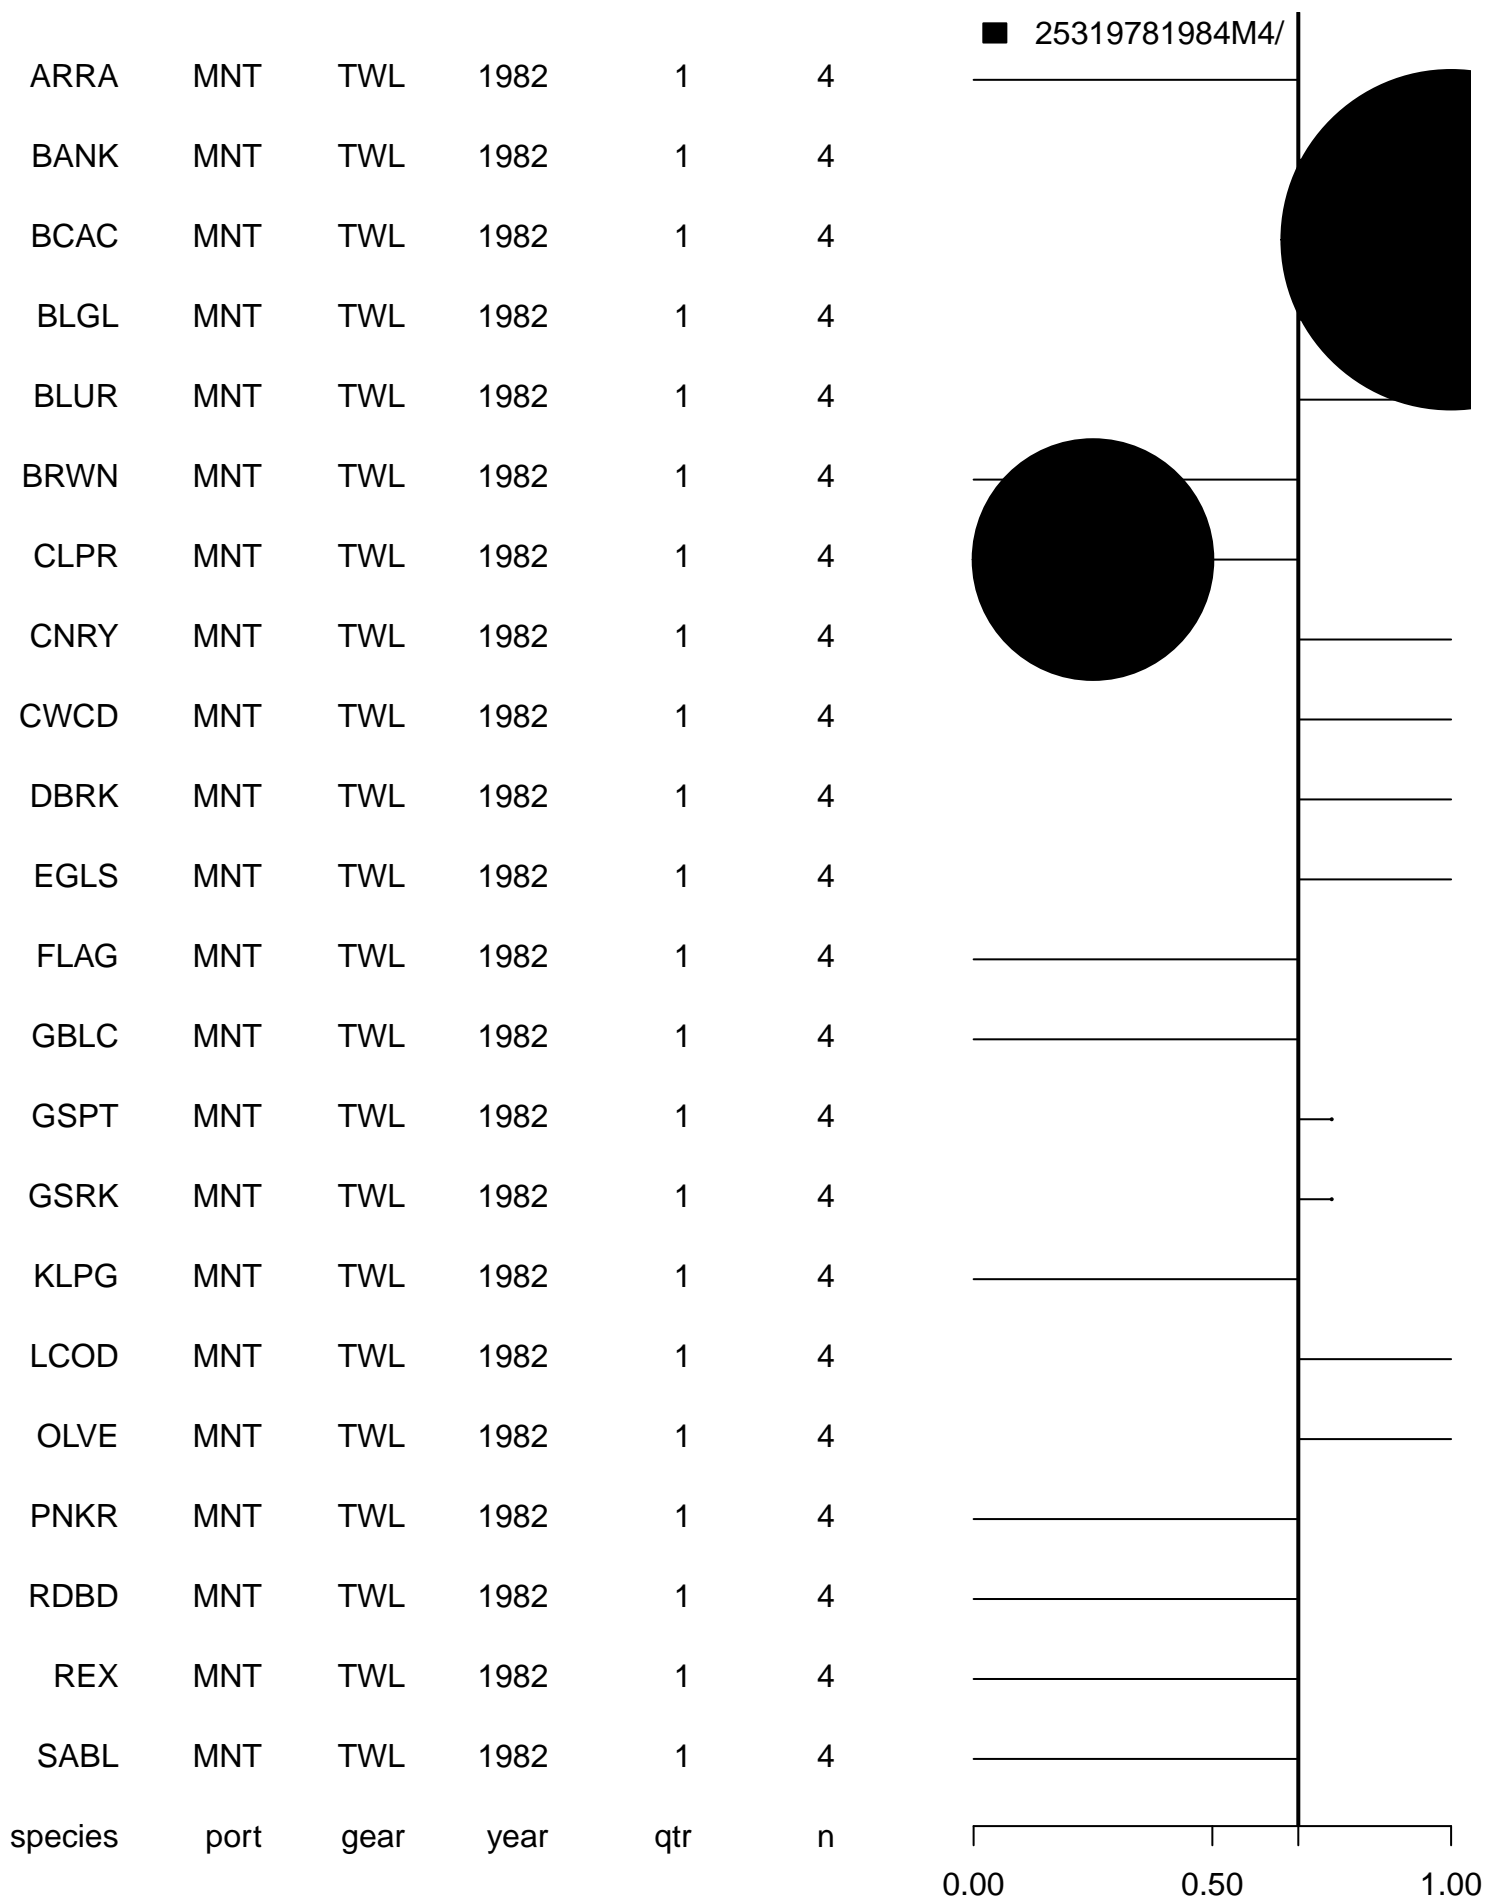 25319781984M4/
ARRA MNT TWL 1982 1 4
BANK MNT TWL 1982 1 4
BCAC MNT TWL 1982 1 4
BLGL MNT TWL 1982 1 4
BLUR MNT TWL 1982 1 4
BRWN MNT TWL 1982 1 4
CLPR MNT TWL 1982 1 4
CNRY MNT TWL 1982 1 4
CWCD MNT TWL 1982 1 4
DBRK MNT TWL 1982 1 4
EGLS MNT TWL 1982 1 4
FLAG MNT TWL 1982 1 4
GBLC MNT TWL 1982 1 4
GSPT MNT TWL 1982 1 4
GSRK MNT TWL 1982 1 4
KLPG MNT TWL 1982 1 4
LCOD MNT TWL 1982 1 4
OLVE MNT TWL 1982 1 4
PNKR MNT TWL 1982 1 4
RDBD MNT TWL 1982 1 4
REX MNT TWL 1982 1 4
SABL MNT TWL 1982 1 4
species port gear year qtr n
0.00 0.50 1.00